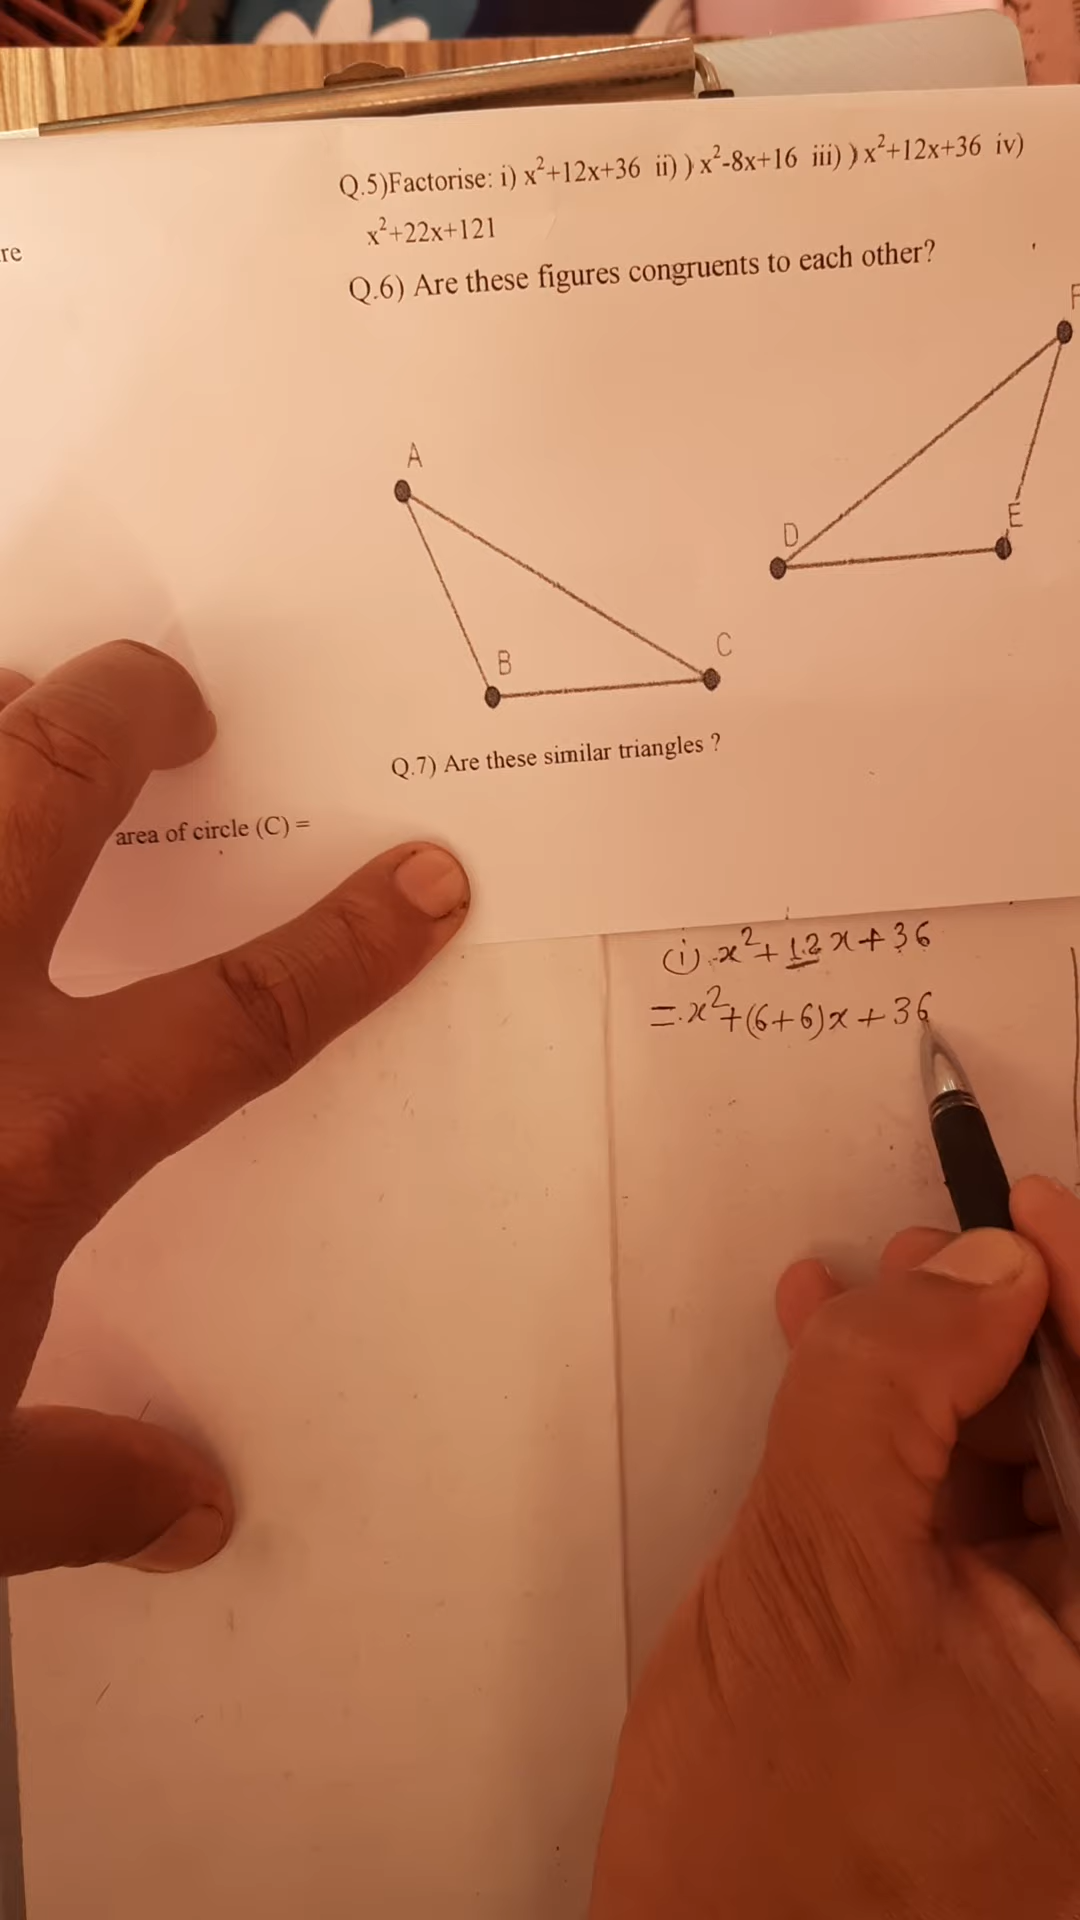 Q.5)Factorise: i) x²+12x+36 ii) ) x²-8x+16 iii) ) x²+12x+36 iv)
x²+22x+121
re
Q.6) Are these figures congruents to each other?
F
A
D
E
B
C
Q.7) Are these similar triangles ?
area of circle (C) =
(i) x²+12x+36
=x²+(6+6)x+36